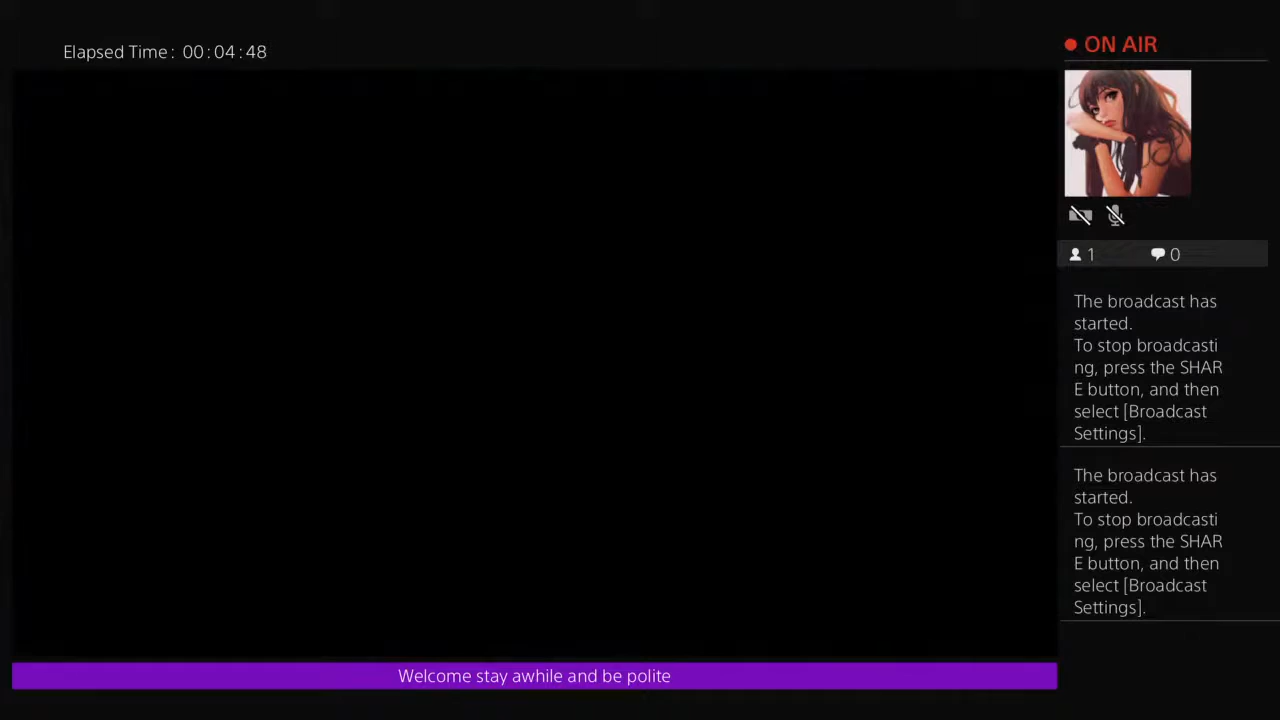 Elapsed Time: 00:04:48
ON AIR
1 0
The broadcast has
started.
To stop broadcasti
ng, press the SHAR
E button, and then
select [Broadcast
Settings].
The broadcast has
started.
To stop broadcasti
ng, press the SHAR
E button, and then
select [Broadcast
Settings].
Welcome stay awhile and be polite